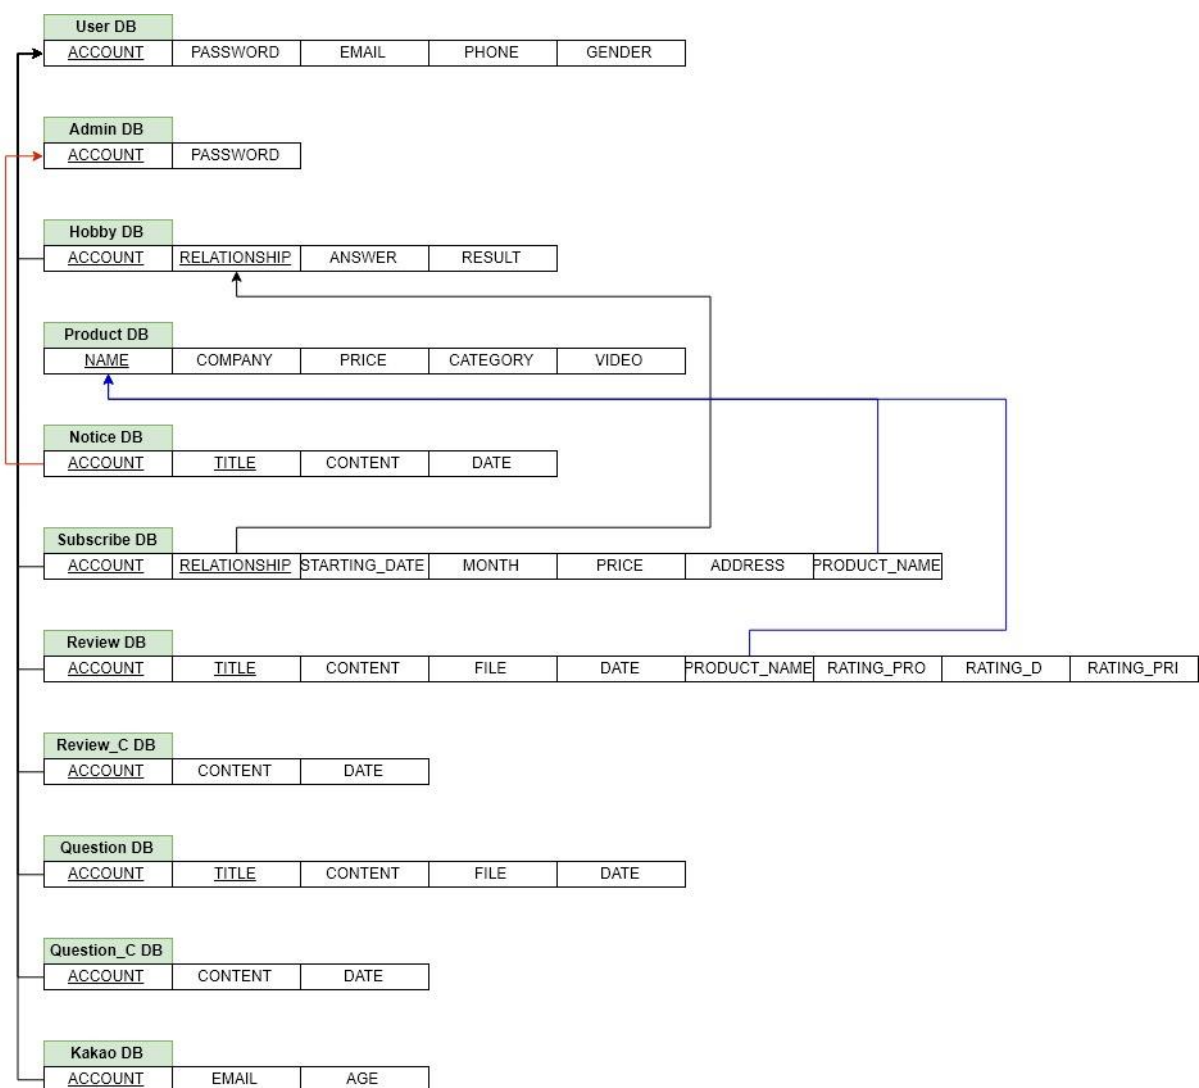 User DB
ACCOUNT PASSWORD EMAIL PHONE GENDER
Admin DB
ACCOUNT PASSWORD
Hobby DB
ACCOUNT RELATIONSHIP ANSWER RESULT
Product DB
NAME COMPANY PRICE CATEGORY VIDEO
Notice DB
ACCOUNT TITLE CONTENT DATE
Subscribe DB
ACCOUNT RELATIONSHIP STARTING_DATE MONTH PRICE ADDRESS PRODUCT_NAME
Review DB
ACCOUNT TITLE CONTENT FILE DATE PRODUCT_NAME RATING_PRO RATING_D RATING_PRI
Review_C DB
ACCOUNT CONTENT DATE
Question DB
ACCOUNT TITLE CONTENT FILE DATE
Question_C DB
ACCOUNT CONTENT DATE
Kakao DB
ACCOUNT EMAIL AGE